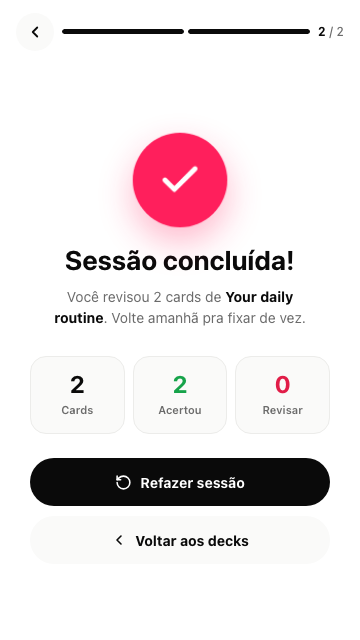 2 / 2
Sessão concluída!
Você revisou 2 cards de Your daily
routine. Volte amanhã pra fixar de vez.
2
Cards
2
Acertou
0
Revisar
Refazer sessão
Voltar aos decks